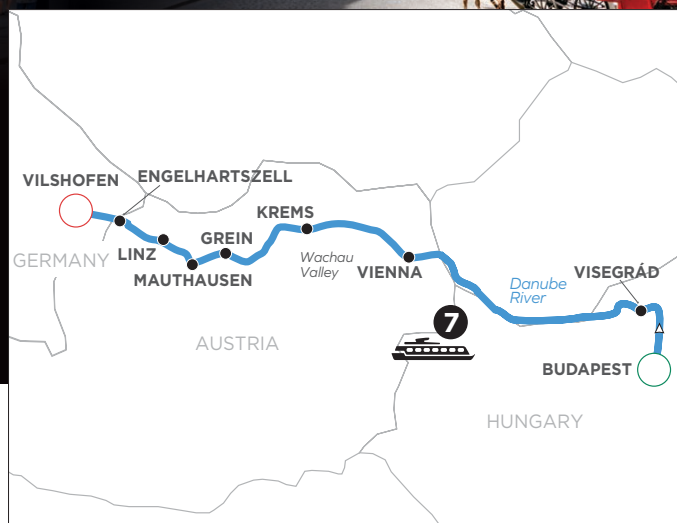 VILSHOFEN
ENGELHARTSZELL
KREMS
GREIN
LINZ
GERMANY
MAUTHAUSEN
Wachau
Valley
VIENNA
VISEGRÁD
Danube
River
7
AUSTRIA
BUDAPEST
HUNGARY